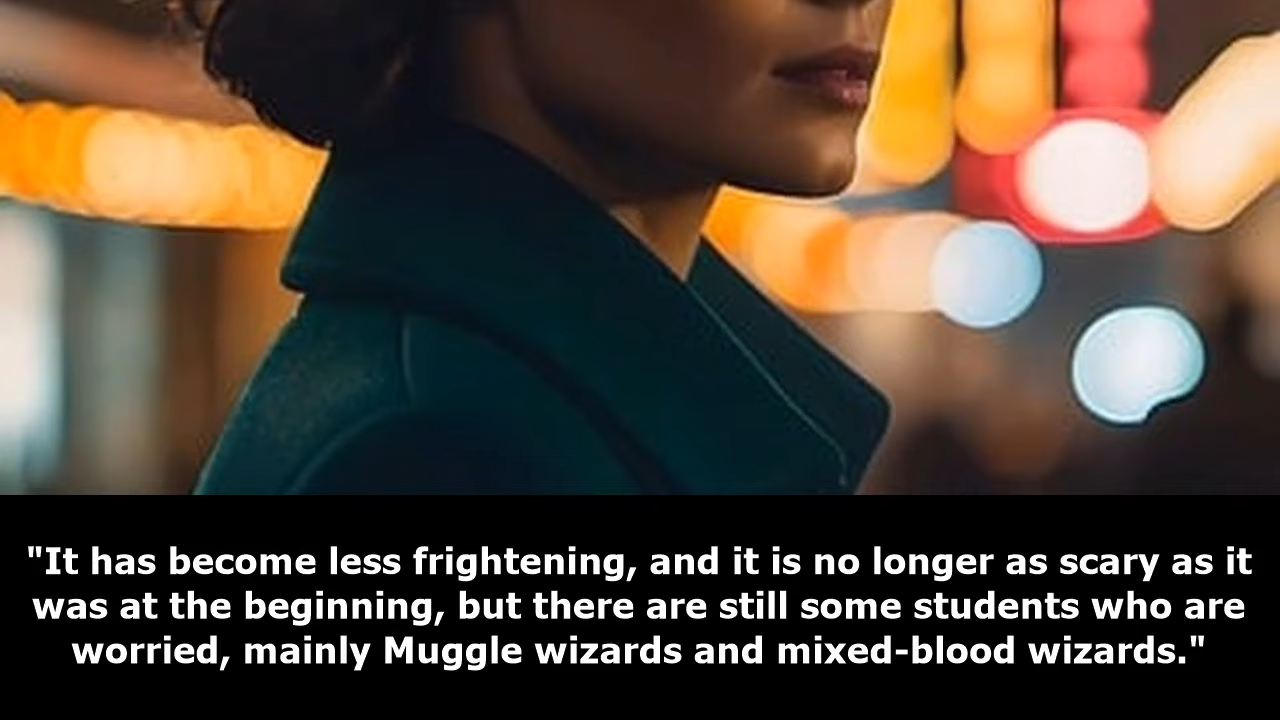 "It has become less frightening, and it is no longer as scary as it
was at the beginning, but there are still some students who are
worried, mainly Muggle wizards and mixed-blood wizards."